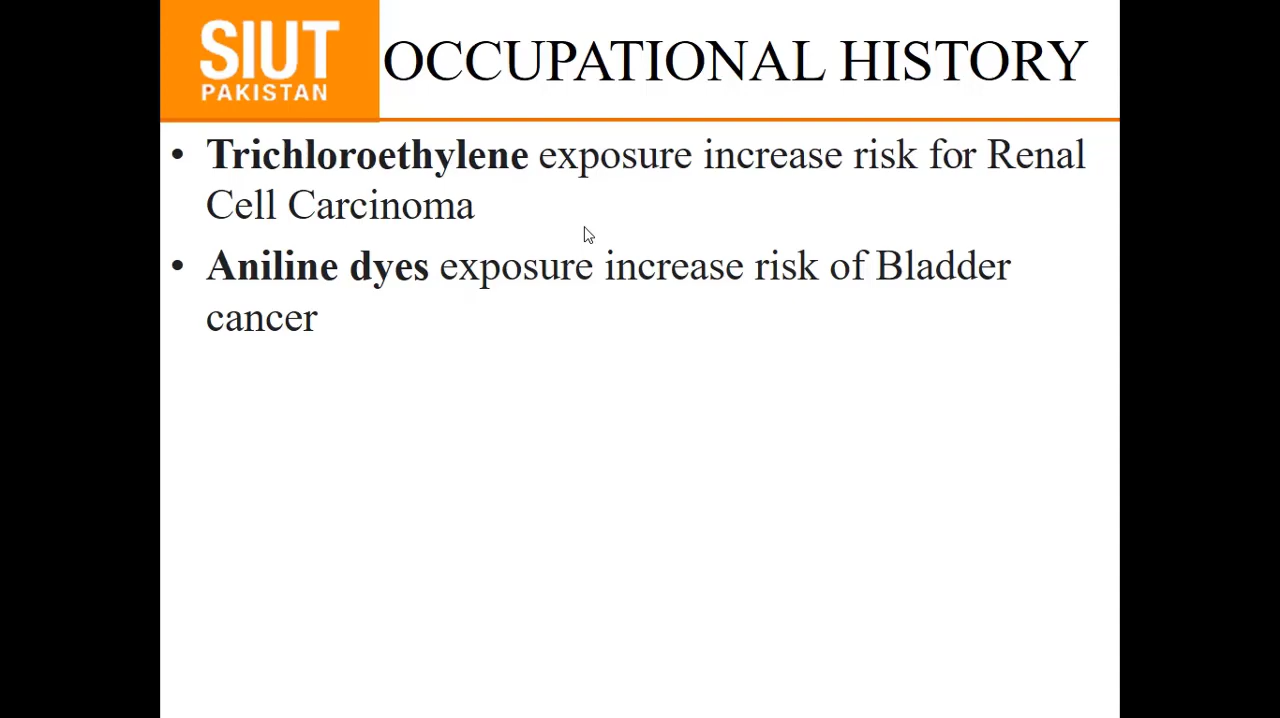 SIUT
PAKISTAN
OCCUPATIONAL HISTORY
• Trichloroethylene exposure increase risk for Renal
Cell Carcinoma
• Aniline dyes exposure increase risk of Bladder
cancer